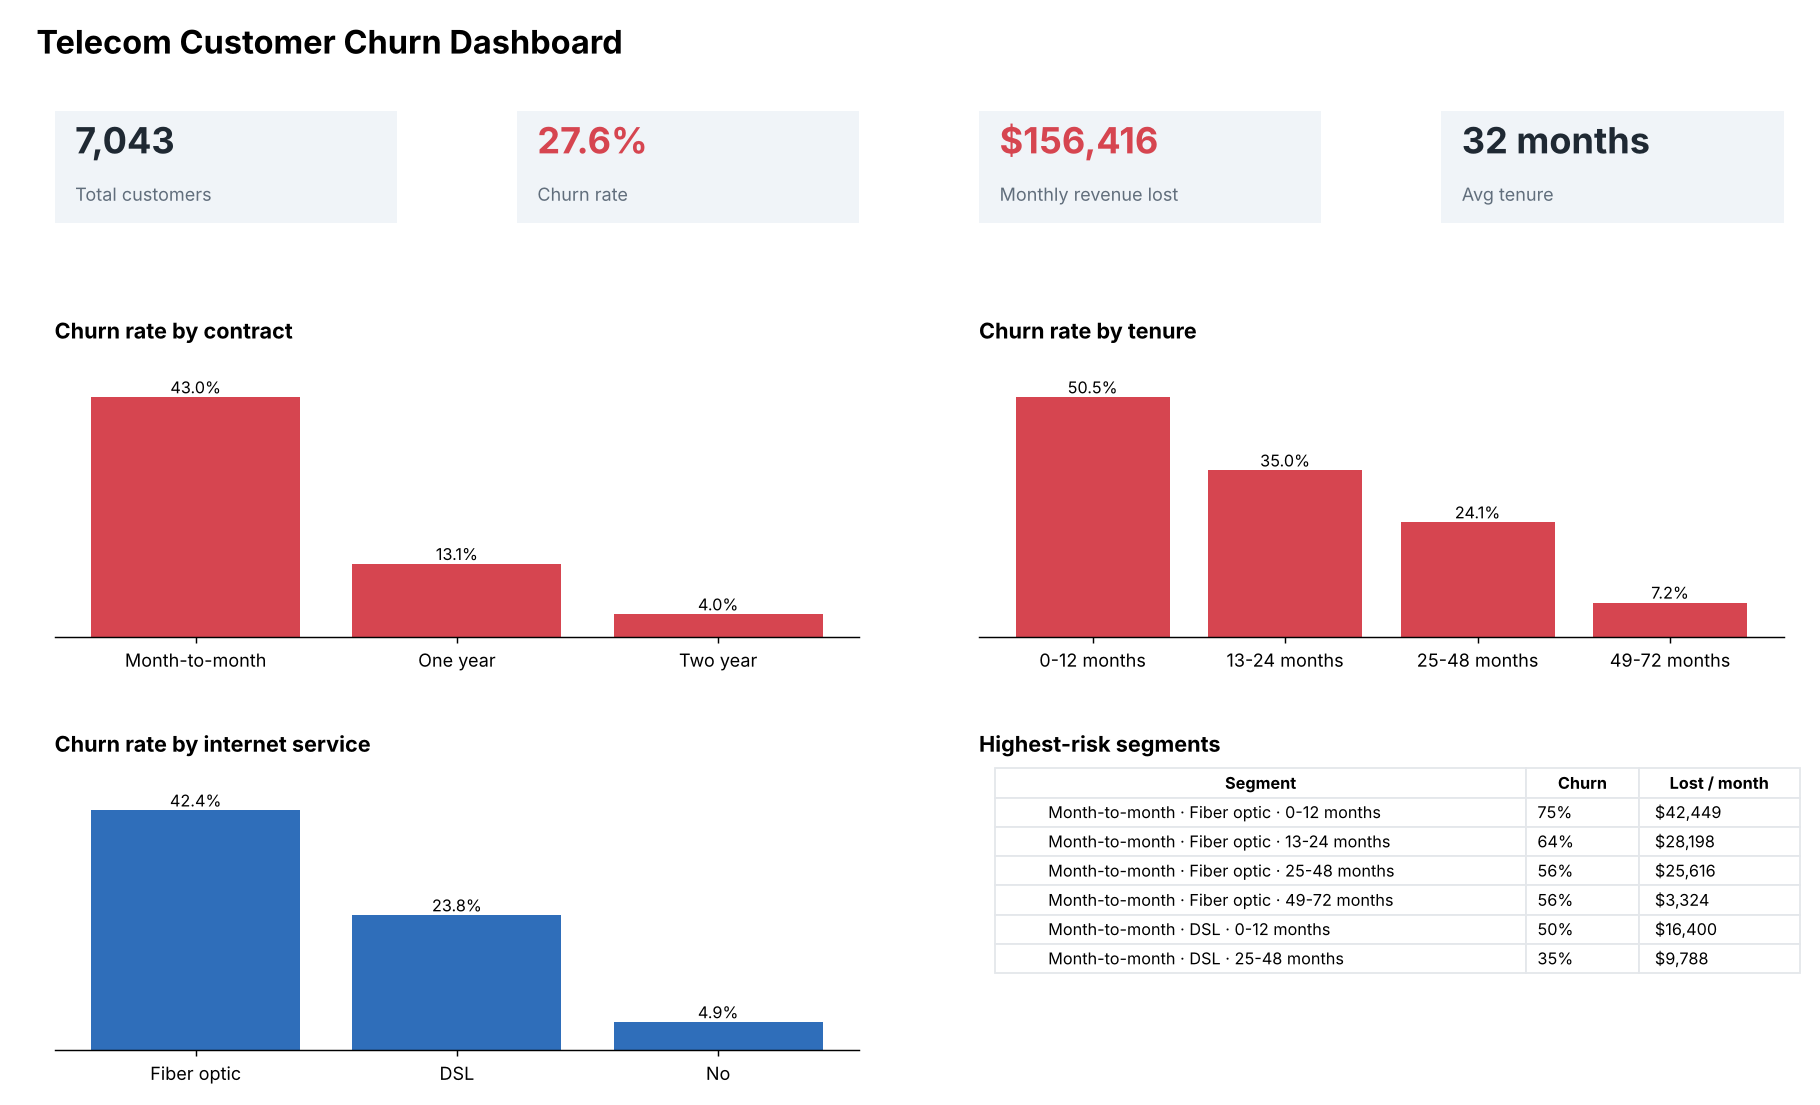 Telecom Customer Churn Dashboard
7,043
Total customers
27.6%
Churn rate
$156,416
Monthly revenue lost
32 months
Avg tenure
Churn rate by contract
43.0%
13.1%
4.0%
Month-to-month One year Two year
Churn rate by tenure
50.5%
35.0%
24.1%
7.2%
0-12 months 13-24 months 25-48 months 49-72 months
Churn rate by internet service
42.4%
23.8%
4.9%
Fiber optic DSL No
Highest-risk segments
Segment Churn Lost / month
Month-to-month · Fiber optic · 0-12 months 75% $42,449
Month-to-month · Fiber optic · 13-24 months 64% $28,198
Month-to-month · Fiber optic · 25-48 months 56% $25,616
Month-to-month · Fiber optic · 49-72 months 56% $3,324
Month-to-month · DSL · 0-12 months 50% $16,400
Month-to-month · DSL · 25-48 months 35% $9,788